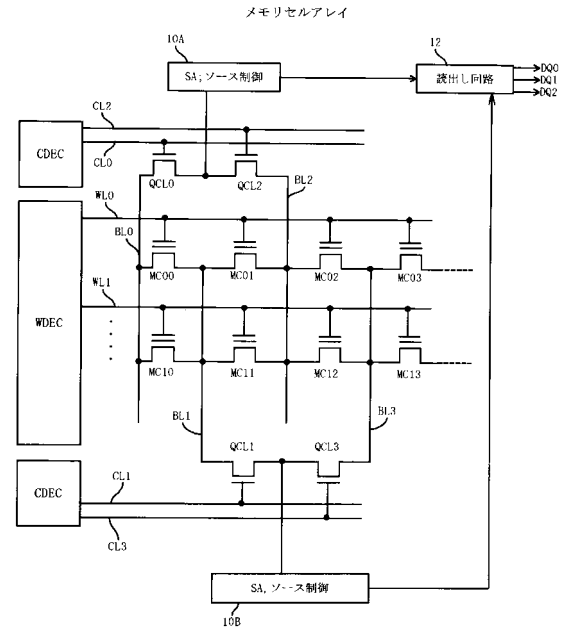 メモリセルアレイ
10A
SA,ソース制御
12
読出し回路
DQ0
DQ1
DQ2
CL2
CDEC
CL0
QCL0
QCL2
BL2
WL0
BL0
MC00
MC01
MC02
MC03
WL1
WDEC
MC10
MC11
MC12
MC13
BL1
BL3
QCL1
QCL3
CDEC
CL1
CL3
SA,ソース制御
10B